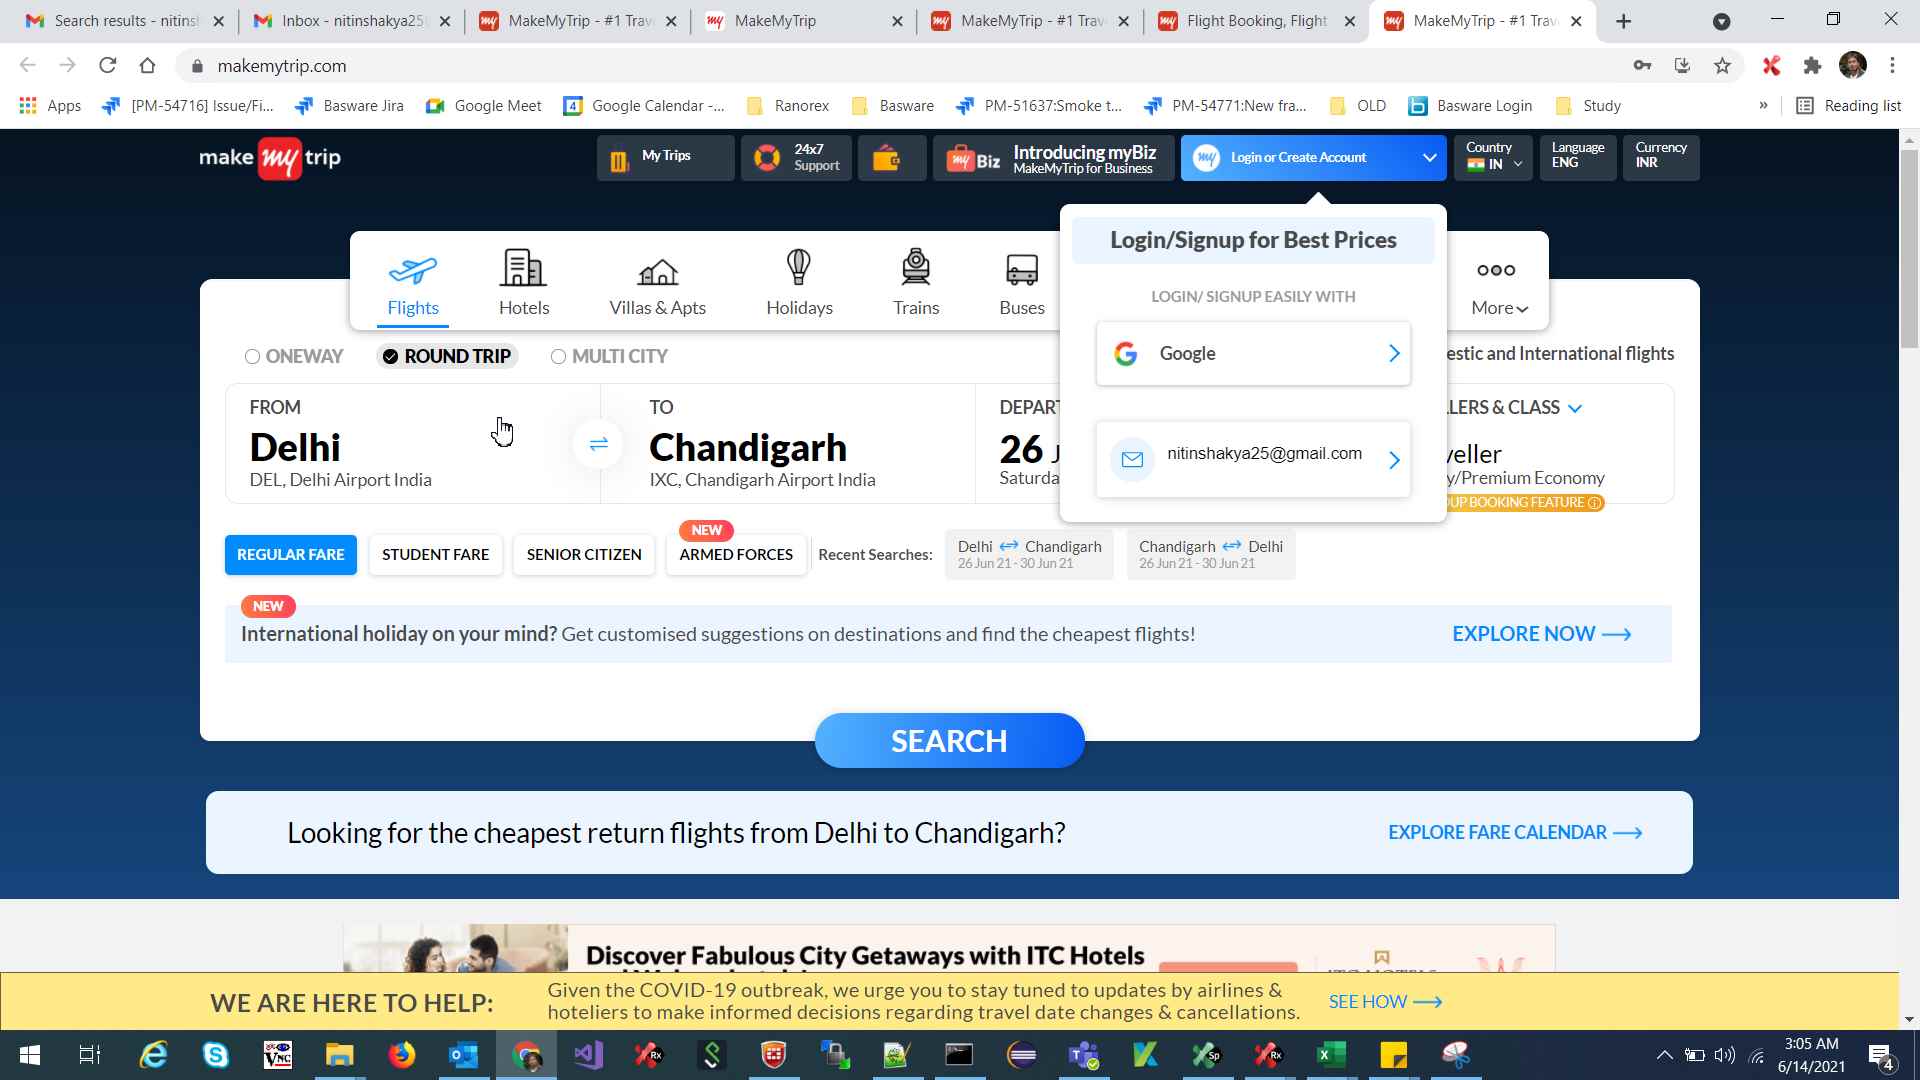 Search results - nitinsh
Inbox - nitinshakya25
MakeMyTrip - #1 Trav
MakeMyTrip
MakeMyTrip - #1 Trav
Flight Booking, Flight
MakeMyTrip - #1 Trav
makemytrip.com
Apps
[PM-54716] Issue/Fi...
Basware Jira
Google Meet
4
Google Calendar -...
Ranorex
Basware
PM-51637:Smoke t...
PM-54771:New fra...
OLD
Basware Login
Study
»
Reading list
make my trip
My Trips
24x7
Support
my Biz
Introducing myBiz
MakeMyTrip for Business
my
Login or Create Account
Country
IN
Language
ENG
Currency
INR
Login/Signup for Best Prices
LOGIN/ SIGNUP EASILY WITH
Google
nitinshakya25@gmail.com
Flights
Hotels
Villas & Apts
Holidays
Trains
Buses
More
ONEWAY
ROUND TRIP
MULTI CITY
estic and International flights
FROM
Delhi
DEL, Delhi Airport India
TO
Chandigarh
IXC, Chandigarh Airport India
DEPART
26 J
Saturda
LLERS & CLASS
veller
y/Premium Economy
OUP BOOKING FEATURE
REGULAR FARE
STUDENT FARE
SENIOR CITIZEN
NEW
ARMED FORCES
Recent Searches:
Delhi Chandigarh
26 Jun 21 - 30 Jun 21
Chandigarh Delhi
26 Jun 21 - 30 Jun 21
NEW
International holiday on your mind? Get customised suggestions on destinations and find the cheapest flights!
EXPLORE NOW
SEARCH
Looking for the cheapest return flights from Delhi to Chandigarh?
EXPLORE FARE CALENDAR
Discover Fabulous City Getaways with ITC Hotels
WE ARE HERE TO HELP:
Given the COVID-19 outbreak, we urge you to stay tuned to updates by airlines &
hoteliers to make informed decisions regarding travel date changes & cancellations.
SEE HOW
VNC
Rx
Sp
Rx
3:05 AM
6/14/2021
4